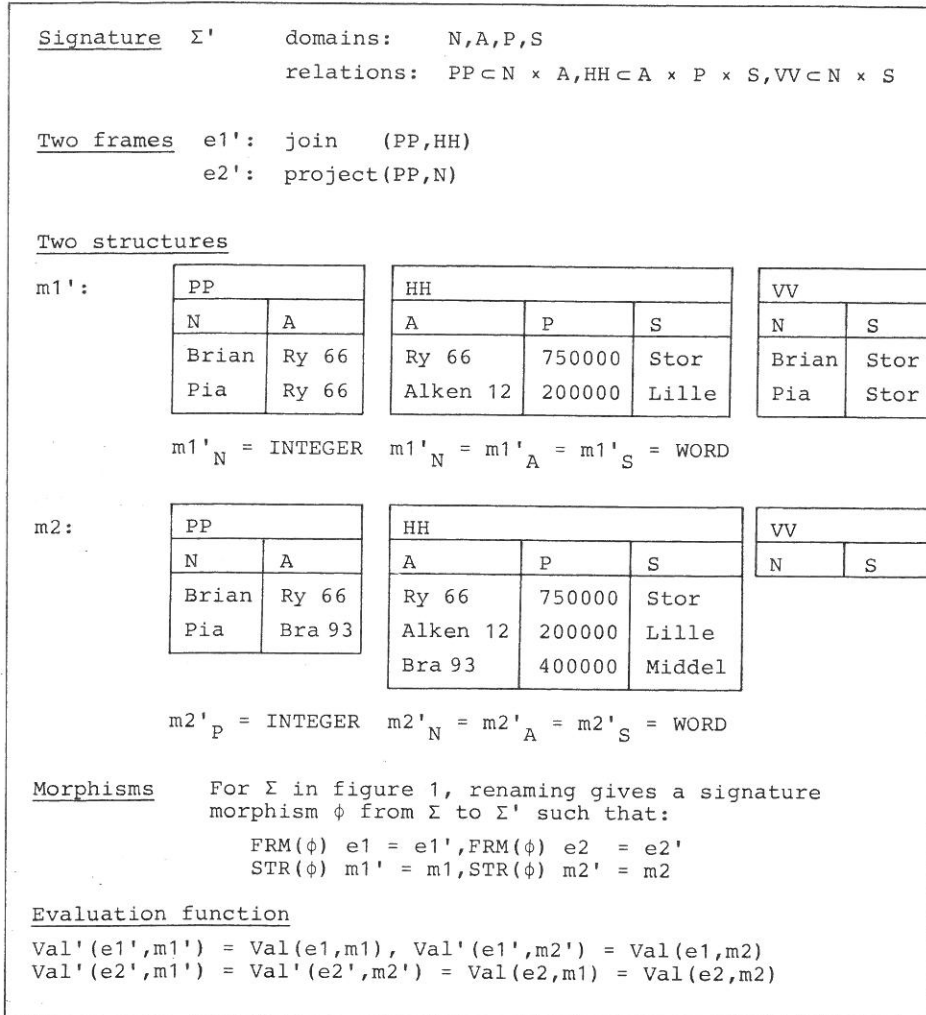 Signature Σ' domains: N,A,P,S
relations: PP⊂N × A,HH⊂A × P × S,VV⊂N × S
Two frames e1': join (PP,HH)
e2': project(PP,N)
Two structures
m1': PP HH VV
N A A P S N S
Brian Ry 66 Ry 66 750000 Stor Brian Stor
Pia Ry 66 Alken 12 200000 Lille Pia Stor
m1'N = INTEGER m1'N = m1'A = m1'S = WORD
m2: PP HH VV
N A A P S N S
Brian Ry 66 Ry 66 750000 Stor
Pia Bra 93 Alken 12 200000 Lille
Bra 93 400000 Middel
m2'P = INTEGER m2'N = m2'A = m2'S = WORD
Morphisms For Σ in figure 1, renaming gives a signature
morphism φ from Σ to Σ' such that:
FRM(φ) e1 = e1',FRM(φ) e2 = e2'
STR(φ) m1' = m1,STR(φ) m2' = m2
Evaluation function
Val'(e1',m1') = Val(e1,m1), Val'(e1',m2') = Val(e1,m2)
Val'(e2',m1') = Val'(e2',m2') = Val(e2,m1) = Val(e2,m2)